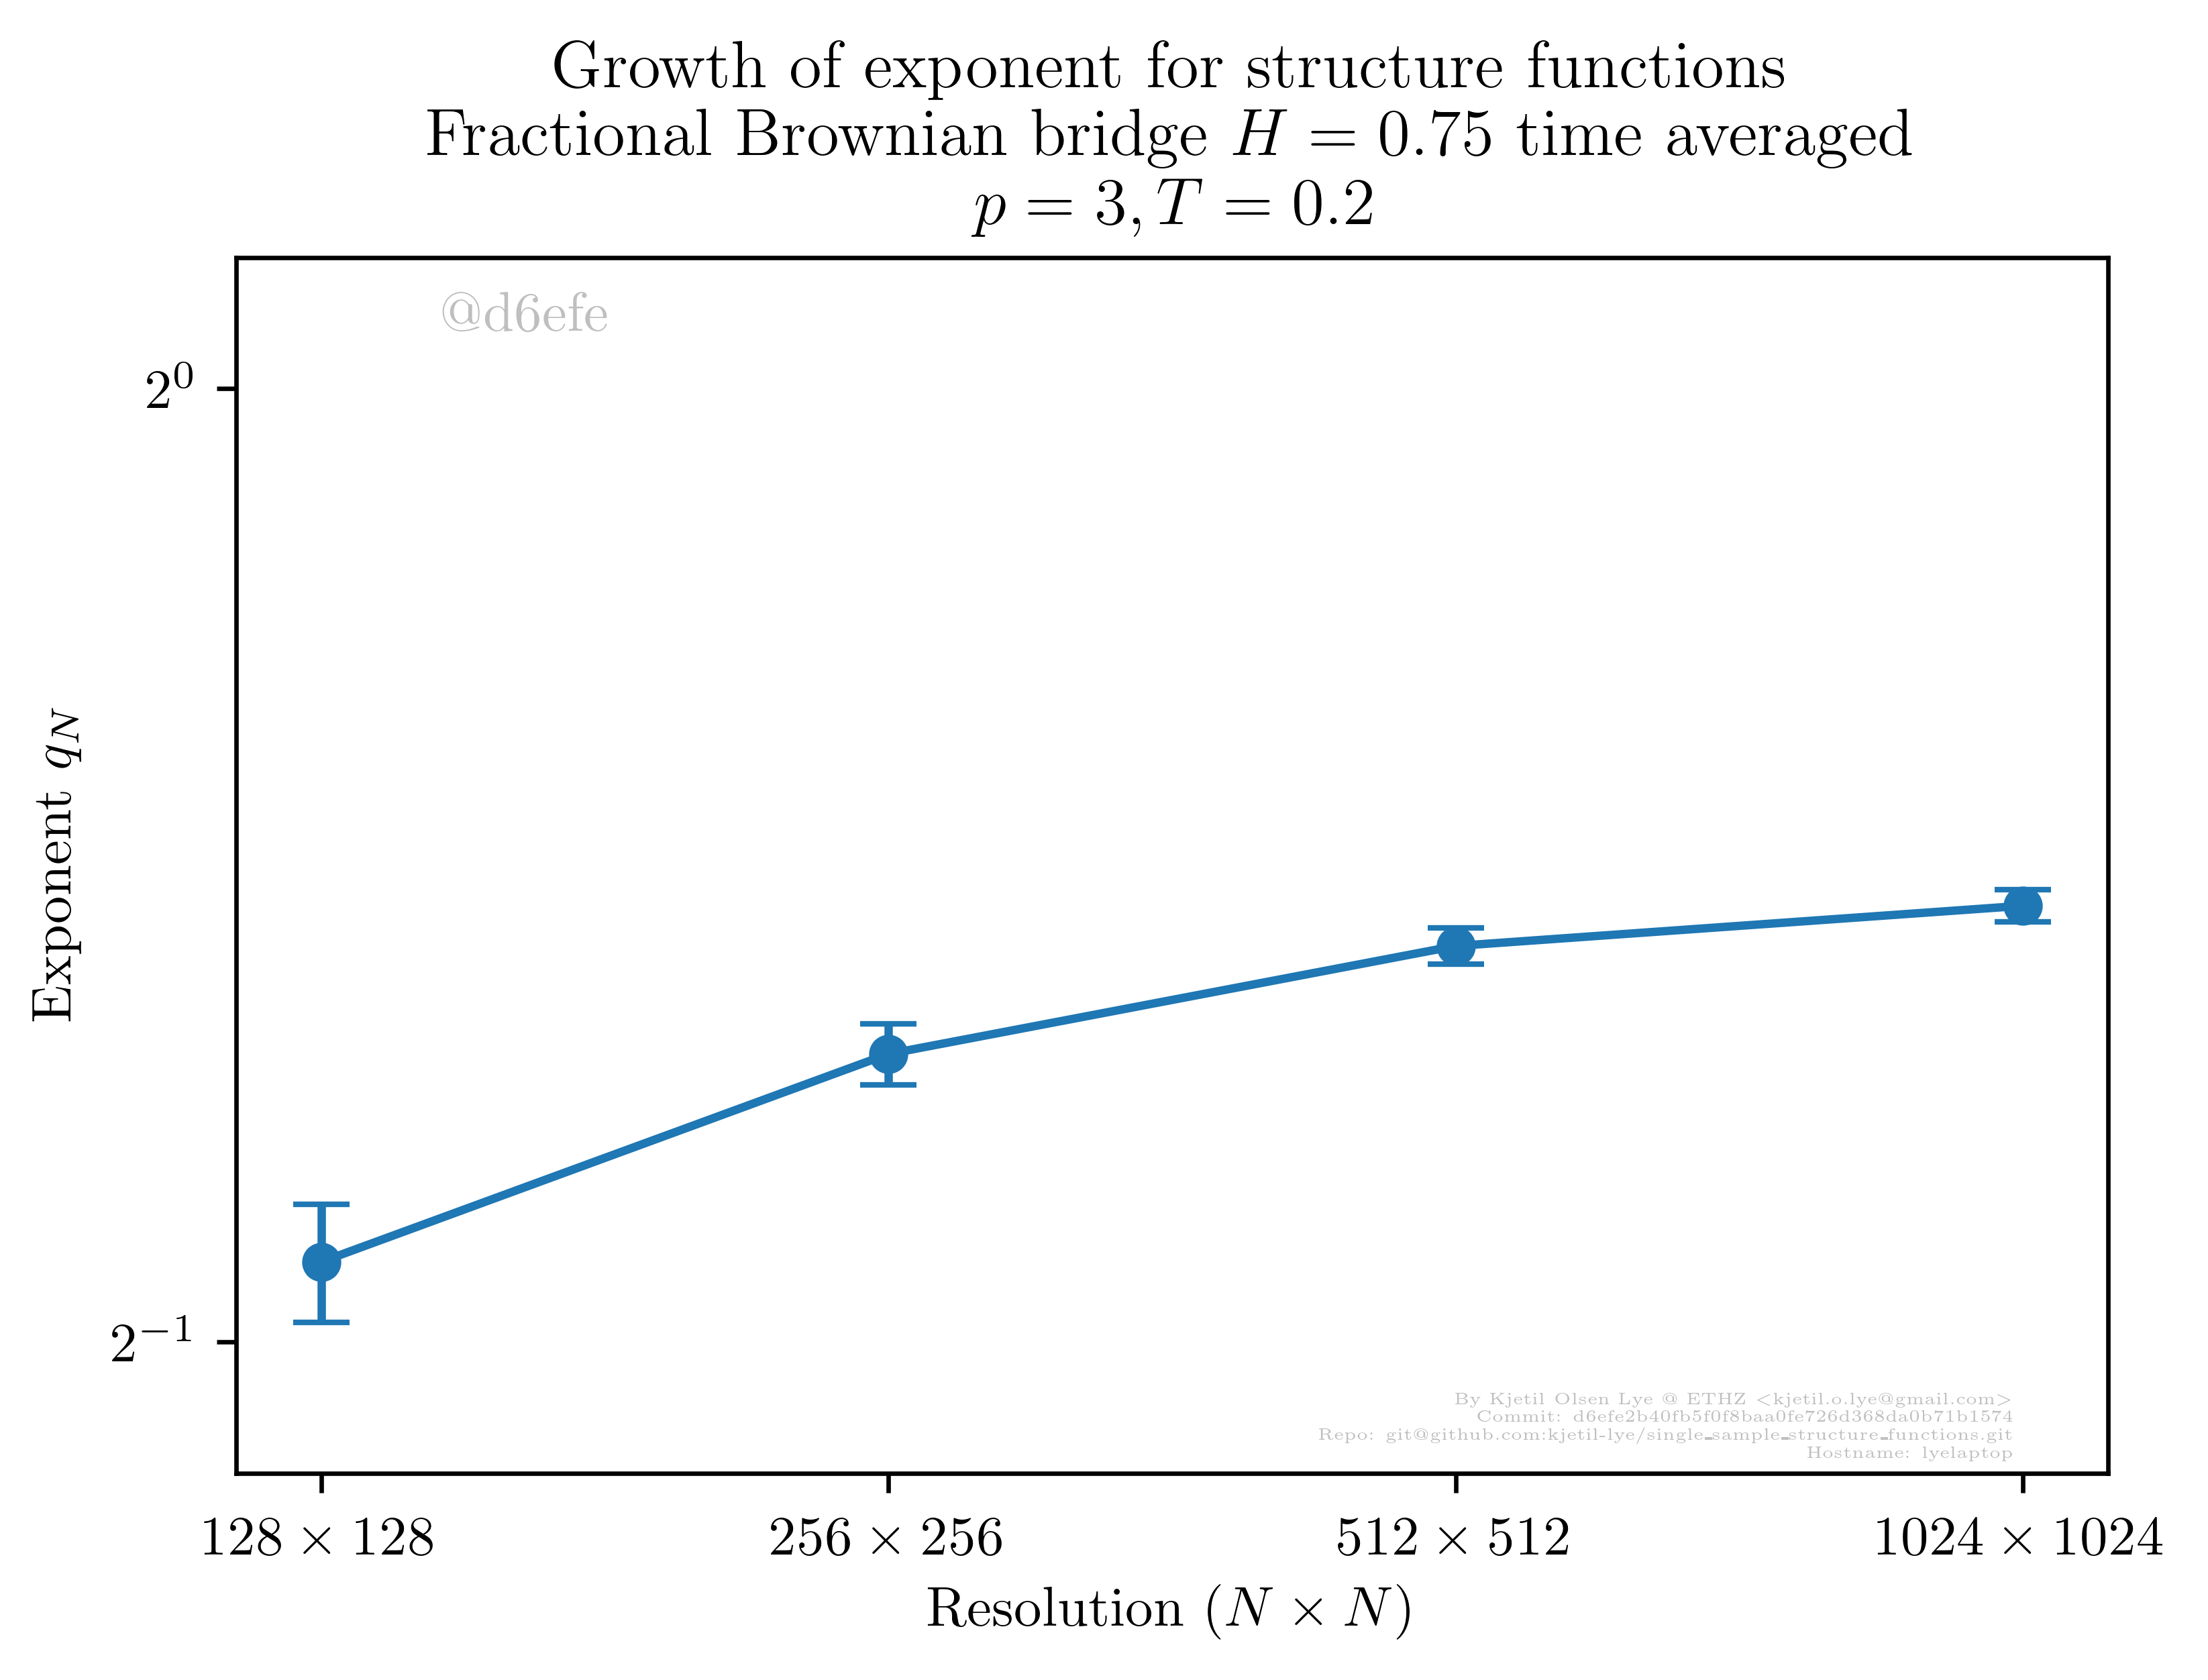 Growth of exponent for structure functions
Fractional Brownian bridge H = 0.75 time averaged
p = 3, T = 0.2
@d6efe
2⁰
Exponent q_N
2⁻¹
By Kjetil Olsen Lye @ ETHZ <kjetil.o.lye@gmail.com>
Commit: d6efe2b40fb5f0f8baa0fe726d368da0b71b1574
Repo: git@github.com:kjetil-lye/single_sample_structure_functions.git
Hostname: lyelaptop
128 × 128 256 × 256 512 × 512 1024 × 1024
Resolution (N × N)